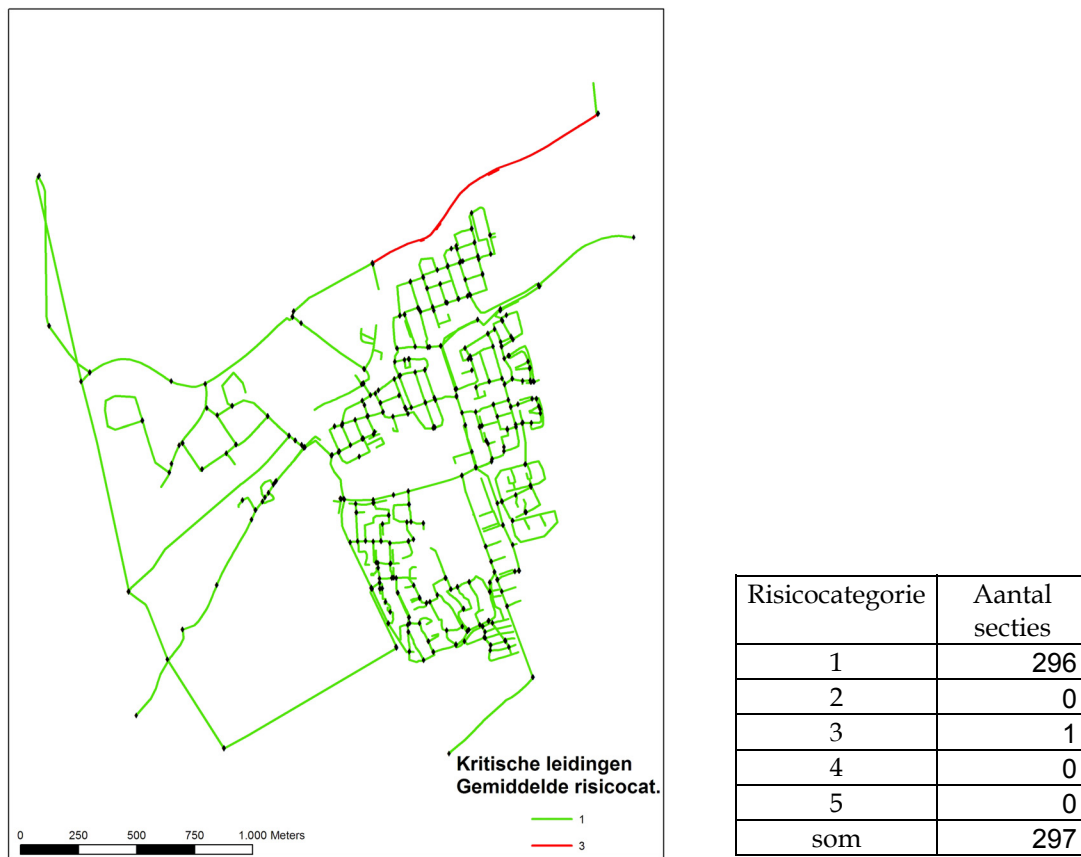 Kritische leidingen
Gemiddelde risicocat.
1
3
0 250 500 750 1.000 Meters
Risicocategorie Aantal secties
1 296
2 0
3 1
4 0
5 0
som 297